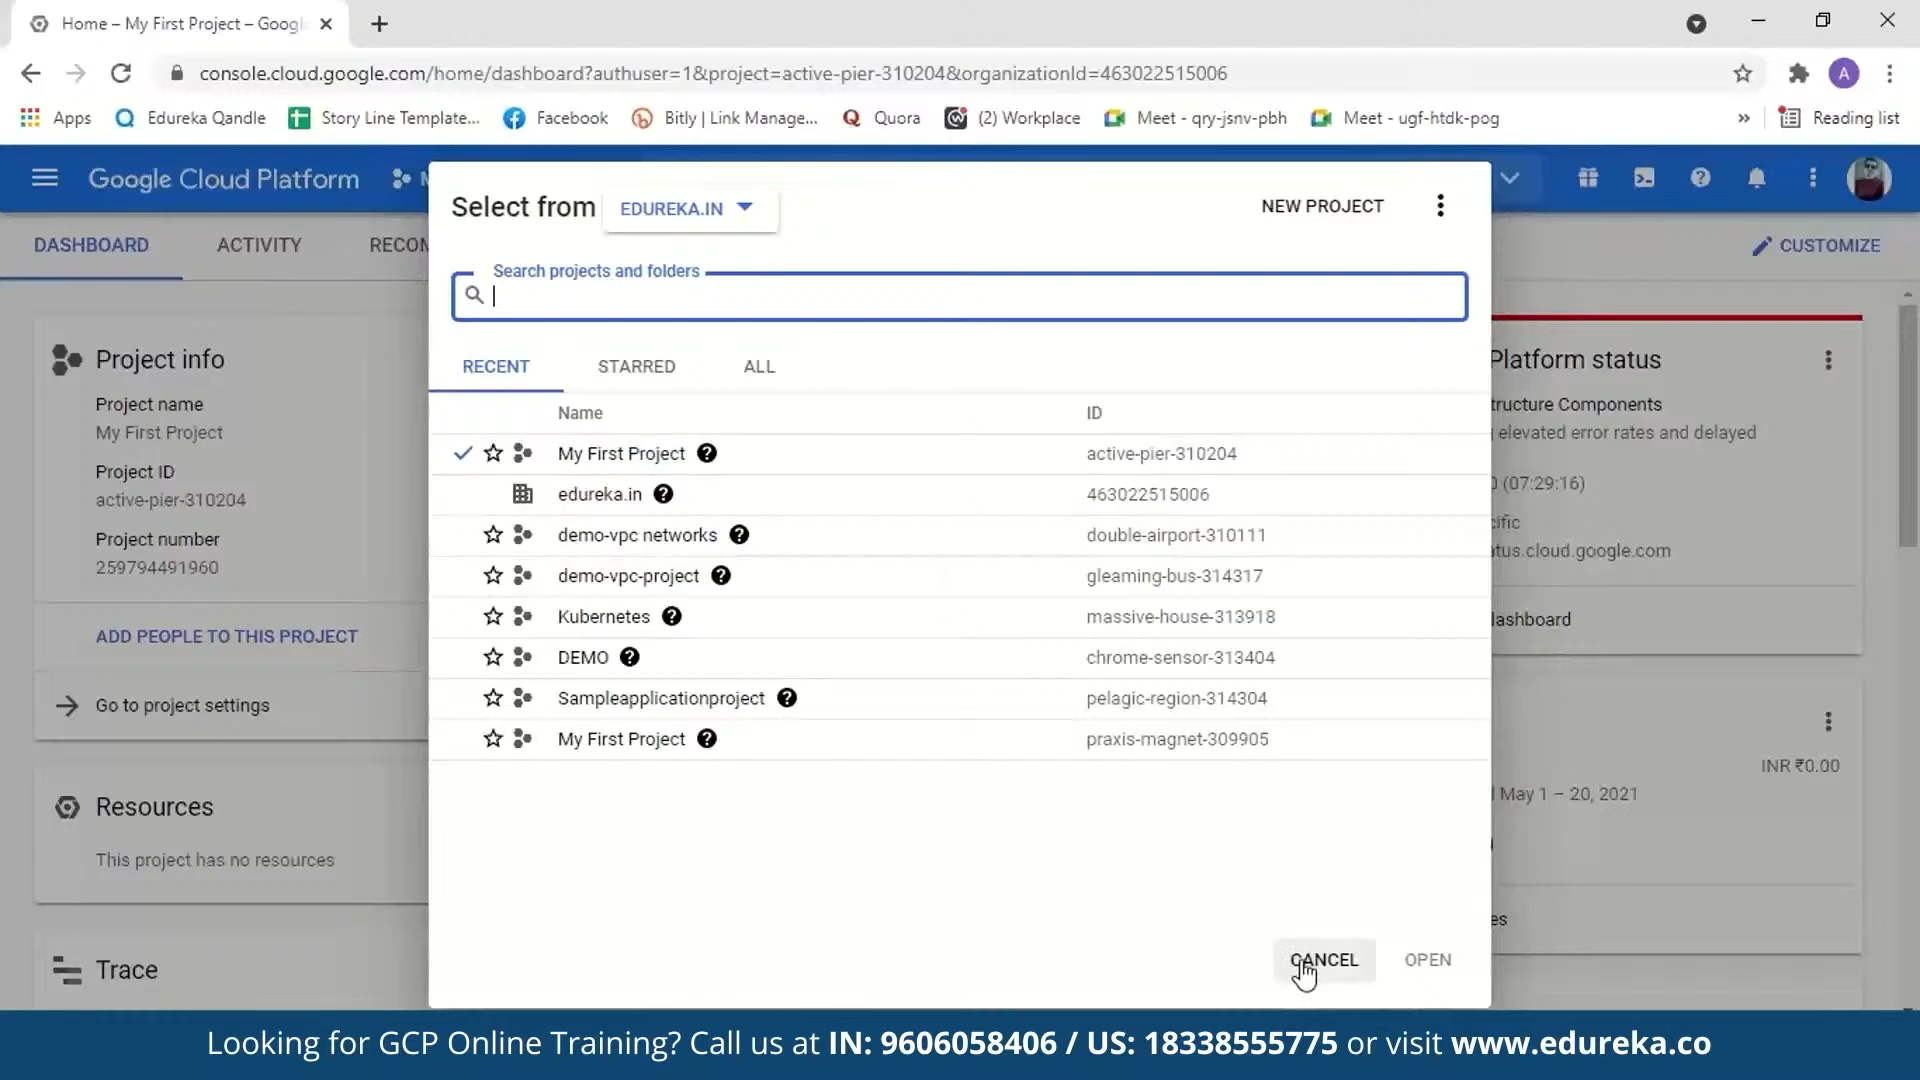 Home – My First Project – Googl
console.cloud.google.com/home/dashboard?authuser=1&project=active-pier-310204&organizationId=463022515006
A
Apps
Edureka Qandle
Story Line Template...
Facebook
Bitly | Link Manage...
Quora
(2) Workplace
Meet - qry-jsnv-pbh
Meet - ugf-htdk-pog
»
Reading list
Google Cloud Platform
M
DASHBOARD
ACTIVITY
RECOM
CUSTOMIZE
Select from
EDUREKA.IN
NEW PROJECT
Search projects and folders
RECENT
STARRED
ALL
Name
ID
My First Project
active-pier-310204
edureka.in
463022515006
demo-vpc networks
double-airport-310111
demo-vpc-project
gleaming-bus-314317
Kubernetes
massive-house-313918
DEMO
chrome-sensor-313404
Sampleapplicationproject
pelagic-region-314304
My First Project
praxis-magnet-309905
CANCEL
OPEN
Project info
Project name
My First Project
Project ID
active-pier-310204
Project number
259794491960
ADD PEOPLE TO THIS PROJECT
Go to project settings
Resources
This project has no resources
Trace
Platform status
tructure Components
elevated error rates and delayed
(07:29:16)
cific
atus.cloud.google.com
dashboard
INR ₹0.00
May 1 – 20, 2021
es
Looking for GCP Online Training? Call us at IN: 9606058406 / US: 18338555775 or visit www.edureka.co